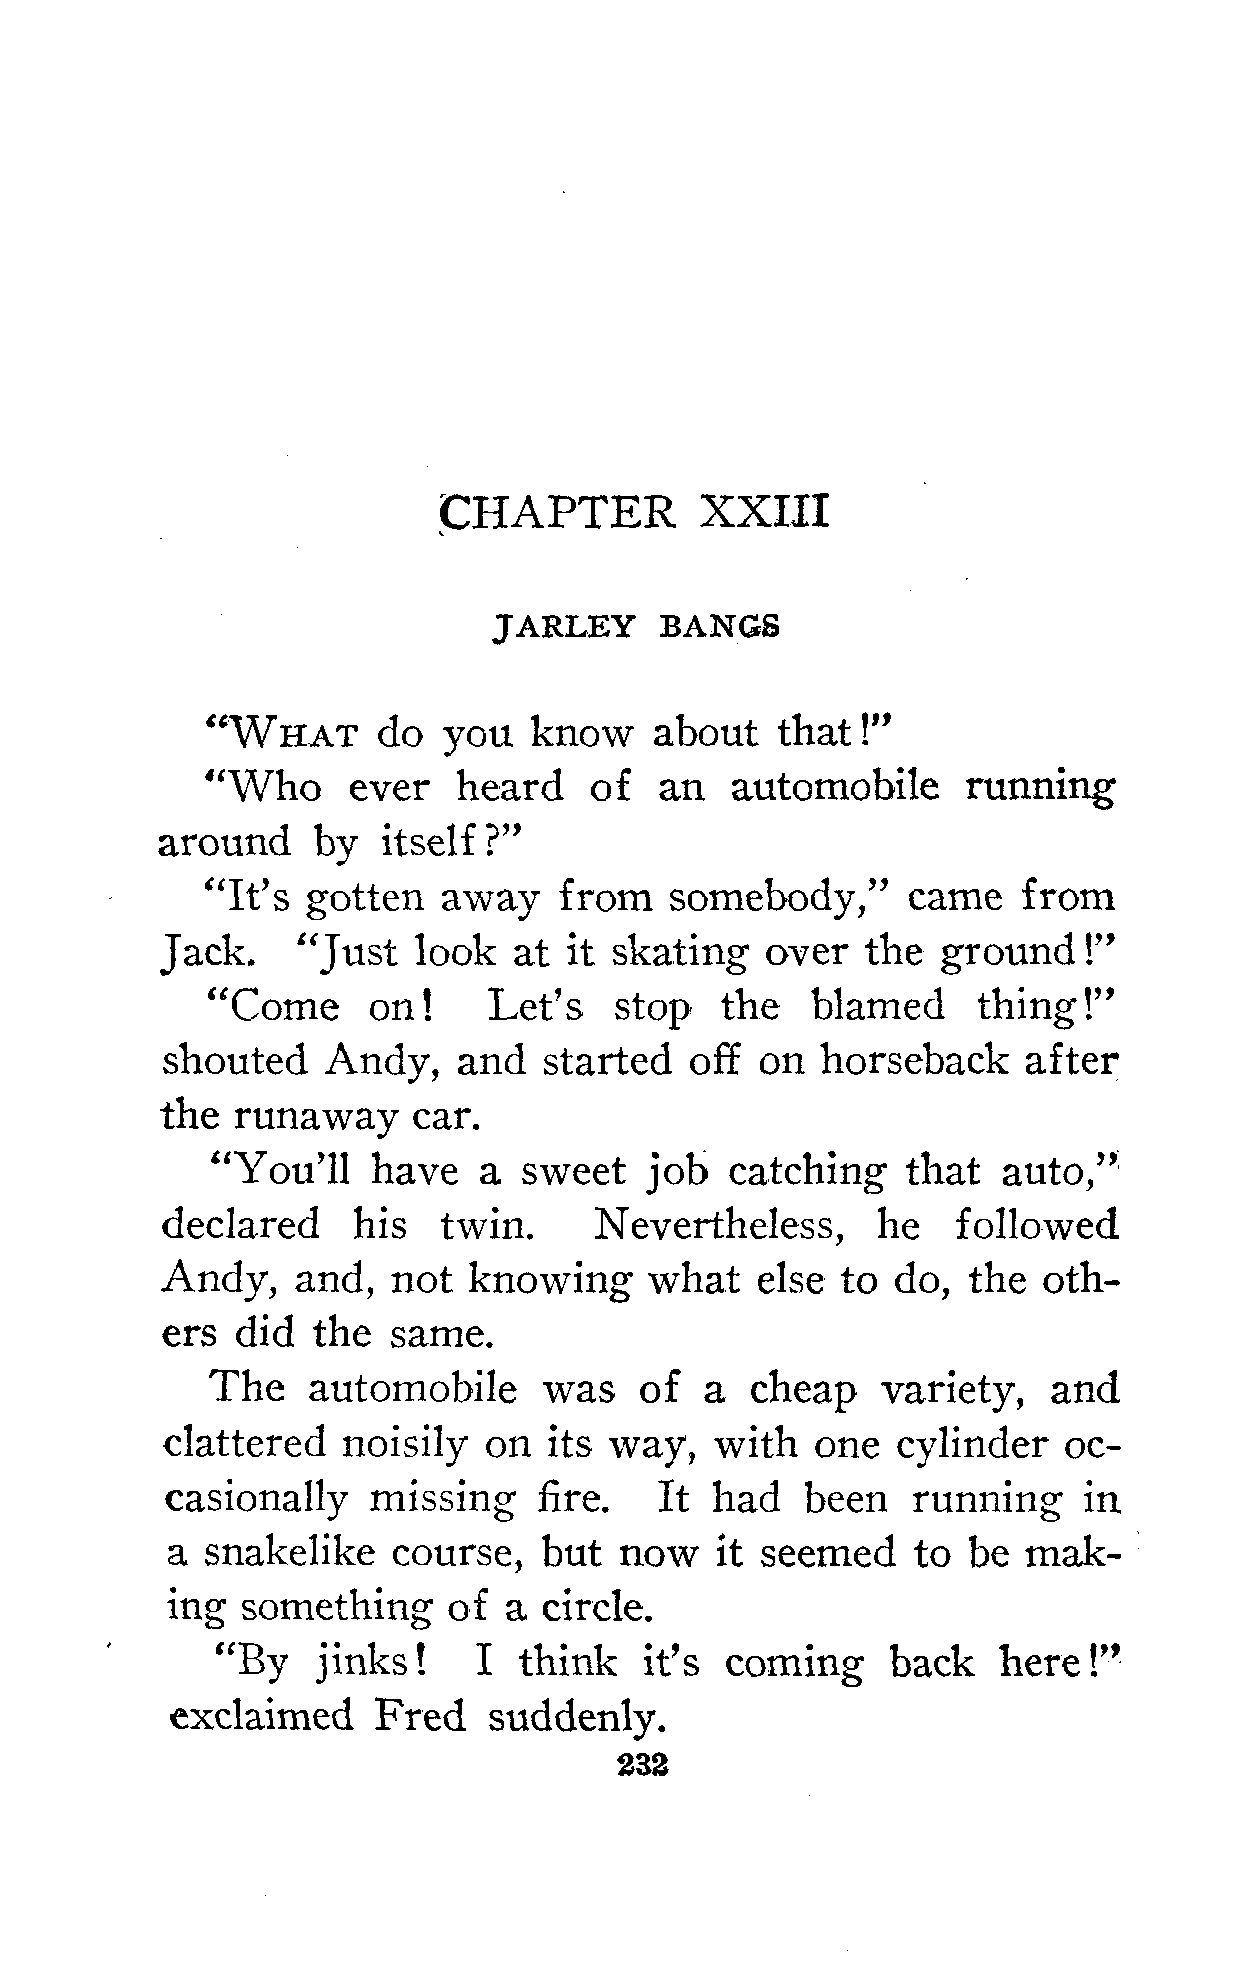 CHAPTER XXIII
JARLEY BANGS
“WHAT do you know about that!”
“Who ever heard of an automobile running
around by itself?”
“It’s gotten away from somebody,” came from
Jack. “Just look at it skating over the ground!”
“Come on! Let’s stop the blamed thing!”
shouted Andy, and started off on horseback after
the runaway car.
“You’ll have a sweet job catching that auto,”
declared his twin. Nevertheless, he followed
Andy, and, not knowing what else to do, the oth-
ers did the same.
The automobile was of a cheap variety, and
clattered noisily on its way, with one cylinder oc-
casionally missing fire. It had been running in
a snakelike course, but now it seemed to be mak-
ing something of a circle.
“By jinks! I think it’s coming back here!”
exclaimed Fred suddenly.
232